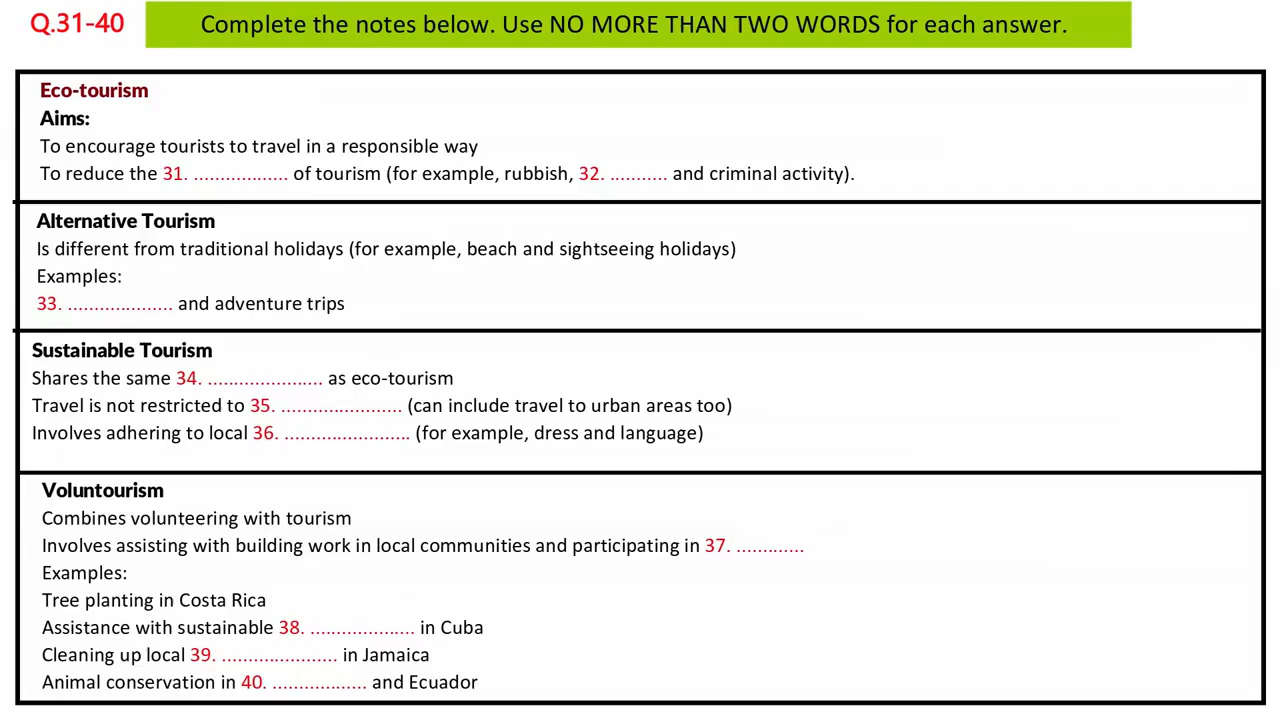 Q.31-40
Complete the notes below. Use NO MORE THAN TWO WORDS for each answer.
Eco-tourism
Aims:
To encourage tourists to travel in a responsible way
To reduce the 31. .................. of tourism (for example, rubbish, 32. ........... and criminal activity).
Alternative Tourism
Is different from traditional holidays (for example, beach and sightseeing holidays)
Examples:
33. .................... and adventure trips
Sustainable Tourism
Shares the same 34. ...................... as eco-tourism
Travel is not restricted to 35. ....................... (can include travel to urban areas too)
Involves adhering to local 36. ........................ (for example, dress and language)
Voluntourism
Combines volunteering with tourism
Involves assisting with building work in local communities and participating in 37. .............
Examples:
Tree planting in Costa Rica
Assistance with sustainable 38. .................... in Cuba
Cleaning up local 39. ...................... in Jamaica
Animal conservation in 40. .................. and Ecuador